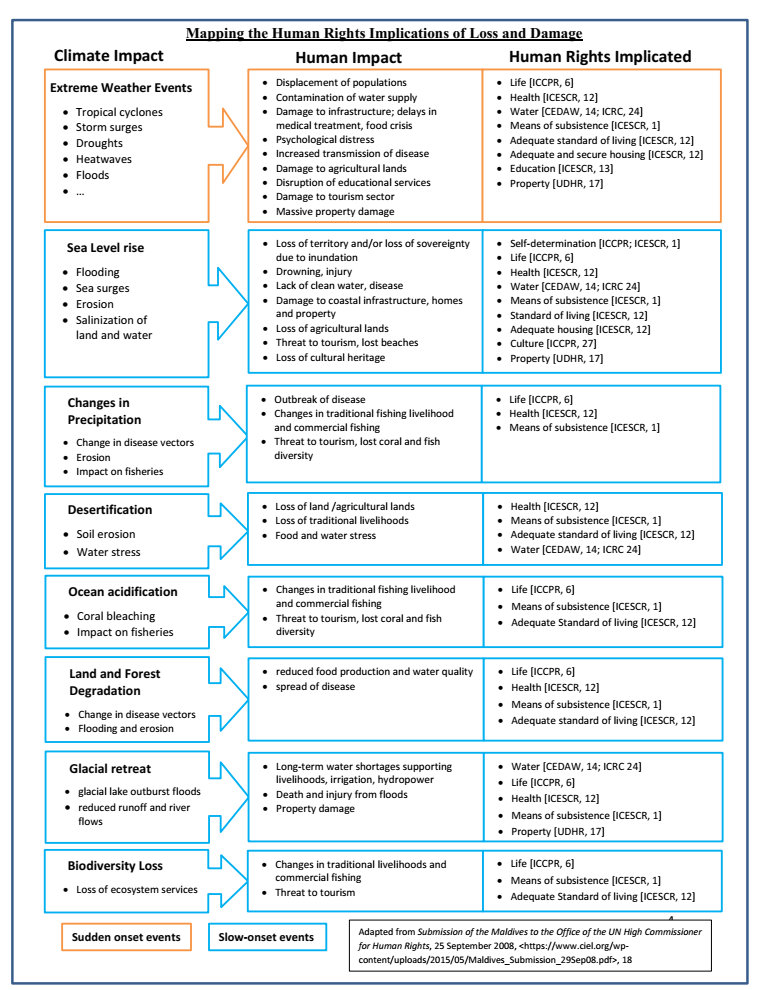 Mapping the Human Rights Implications of Loss and Damage
Climate Impact
Human Impact
Human Rights Implicated
Extreme Weather Events
• Tropical cyclones
• Storm surges
• Droughts
• Heatwaves
• Floods
• …
• Displacement of populations
• Contamination of water supply
• Damage to infrastructure; delays in
medical treatment, food crisis
• Psychological distress
• Increased transmission of disease
• Damage to agricultural lands
• Disruption of educational services
• Damage to tourism sector
• Massive property damage
• Life [ICCPR, 6]
• Health [ICESCR, 12]
• Water [CEDAW, 14; ICRC, 24]
• Means of subsistence [ICESCR, 1]
• Adequate standard of living [ICESCR, 12]
• Adequate and secure housing [ICESCR, 12]
• Education [ICESCR, 13]
• Property [UDHR, 17]
Sea Level rise
• Flooding
• Sea surges
• Erosion
• Salinization of
land and water
• Loss of territory and/or loss of sovereignty
due to inundation
• Drowning, injury
• Lack of clean water, disease
• Damage to coastal infrastructure, homes
and property
• Loss of agricultural lands
• Threat to tourism, lost beaches
• Loss of cultural heritage
• Self-determination [ICCPR; ICESCR, 1]
• Life [ICCPR, 6]
• Health [ICESCR, 12]
• Water [CEDAW, 14; ICRC 24]
• Means of subsistence [ICESCR, 1]
• Standard of living [ICESCR, 12]
• Adequate housing [ICESCR, 12]
• Culture [ICCPR, 27]
• Property [UDHR, 17]
Changes in
Precipitation
• Change in disease vectors
• Erosion
• Impact on fisheries
• Outbreak of disease
• Changes in traditional fishing livelihood
and commercial fishing
• Threat to tourism, lost coral and fish
diversity
• Life [ICCPR, 6]
• Health [ICESCR, 12]
• Means of subsistence [ICESCR, 1]
Desertification
• Soil erosion
• Water stress
• Loss of land /agricultural lands
• Loss of traditional livelihoods
• Food and water stress
• Health [ICESCR, 12]
• Means of subsistence [ICESCR, 1]
• Adequate standard of living [ICESCR, 12]
• Water [CEDAW, 14; ICRC 24]
Ocean acidification
• Coral bleaching
• Impact on fisheries
• Changes in traditional fishing livelihood
and commercial fishing
• Threat to tourism, lost coral and fish
diversity
• Life [ICCPR, 6]
• Means of subsistence [ICESCR, 1]
• Adequate Standard of living [ICESCR, 12]
Land and Forest
Degradation
• Change in disease vectors
• Flooding and erosion
• reduced food production and water quality
• spread of disease
• Life [ICCPR, 6]
• Health [ICESCR, 12]
• Means of subsistence [ICESCR, 1]
• Adequate standard of living [ICESCR, 12]
Glacial retreat
• glacial lake outburst floods
• reduced runoff and river
flows
• Long-term water shortages supporting
livelihoods, irrigation, hydropower
• Death and injury from floods
• Property damage
• Water [CEDAW, 14; ICRC 24]
• Life [ICCPR, 6]
• Health [ICESCR, 12]
• Means of subsistence [ICESCR, 1]
• Property [UDHR, 17]
Biodiversity Loss
• Loss of ecosystem services
• Changes in traditional livelihoods and
commercial fishing
• Threat to tourism
• Life [ICCPR, 6]
• Means of subsistence [ICESCR, 1]
• Adequate Standard of living [ICESCR, 12]
Sudden onset events
Slow-onset events
Adapted from Submission of the Maldives to the Office of the UN High Commissioner
for Human Rights, 25 September 2008, <https://www.ciel.org/wp-
content/uploads/2015/05/Maldives_Submission_29Sep08.pdf>, 18